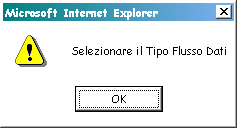 Microsoft Internet Explorer
Selezionare il Tipo Flusso Dati
OK